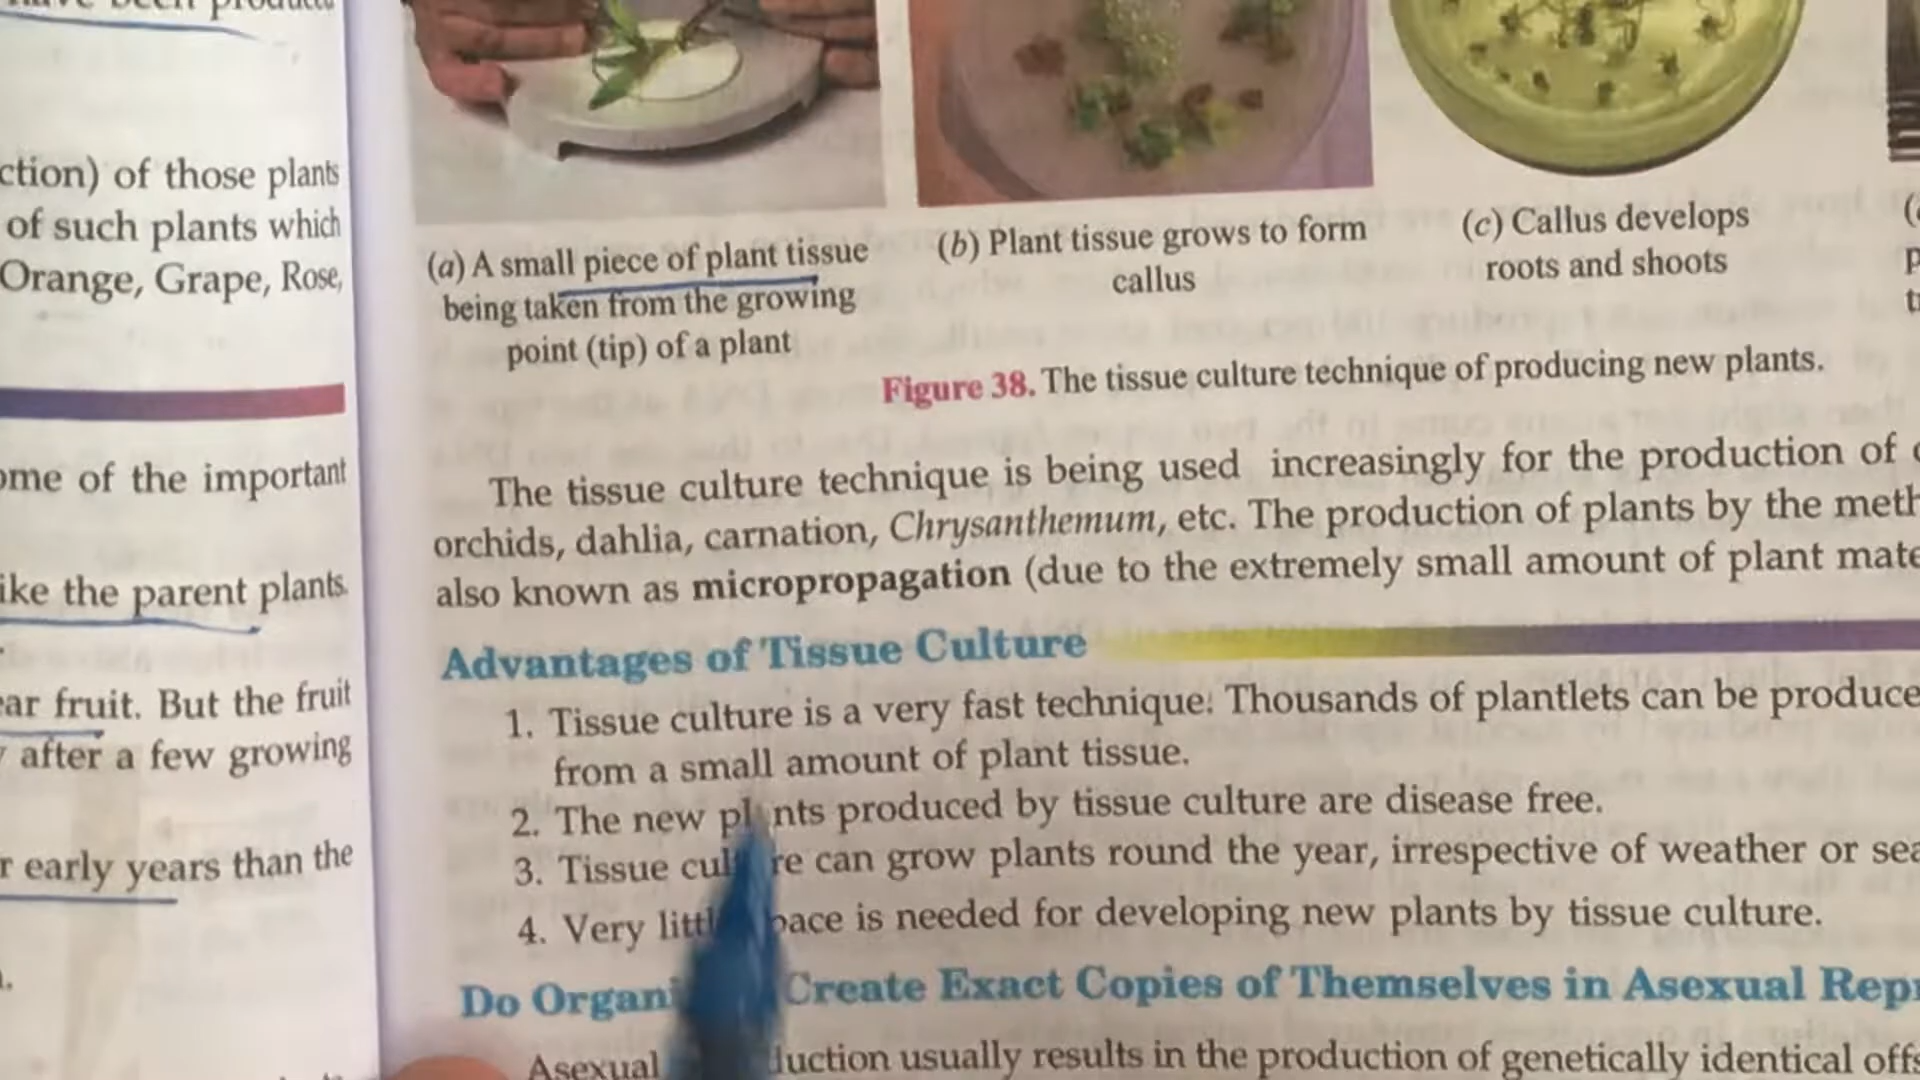 ction) of those plants
of such plants which
Orange, Grape, Rose,
ome of the important
ike the parent plants.
ear fruit. But the fruit
after a few growing
r early years than the
(a) A small piece of plant tissue
being taken from the growing
point (tip) of a plant
(b) Plant tissue grows to form
callus
(c) Callus develops
roots and shoots
Figure 38. The tissue culture technique of producing new plants.
The tissue culture technique is being used increasingly for the production of
orchids, dahlia, carnation, Chrysanthemum, etc. The production of plants by the meth
also known as micropropagation (due to the extremely small amount of plant mate
Advantages of Tissue Culture
1. Tissue culture is a very fast technique. Thousands of plantlets can be produce
from a small amount of plant tissue.
2. The new plants produced by tissue culture are disease free.
3. Tissue culture can grow plants round the year, irrespective of weather or sea
4. Very little space is needed for developing new plants by tissue culture.
Do Organi Create Exact Copies of Themselves in Asexual Repr
Asexual duction usually results in the production of genetically identical offs